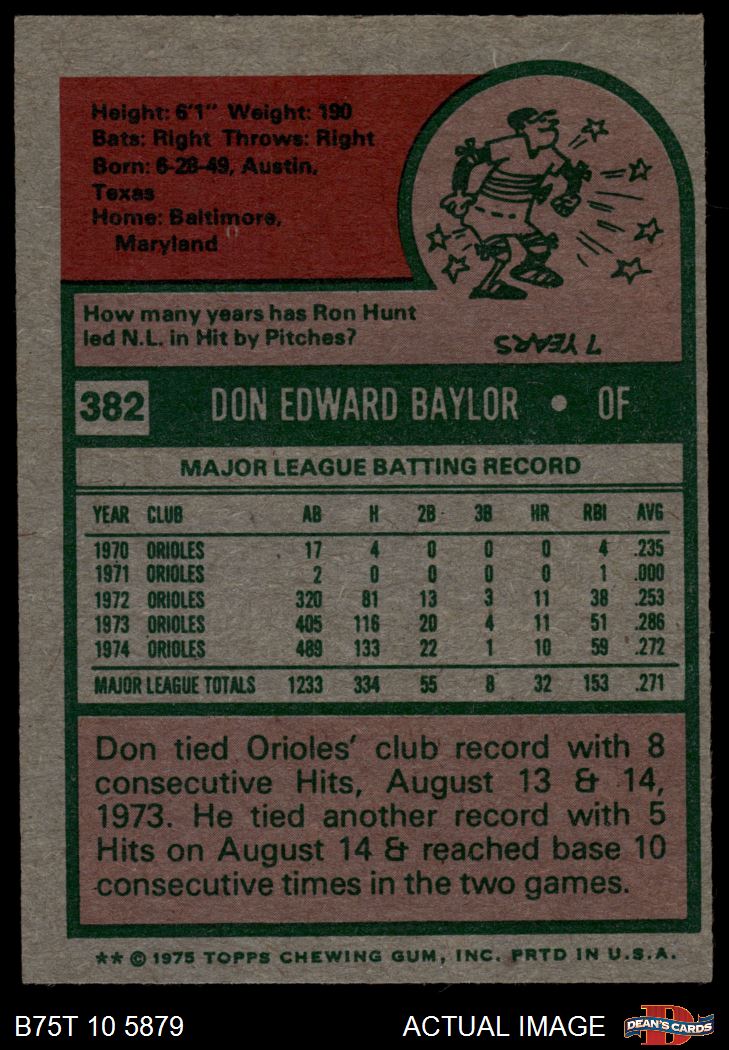 Height: 6'1" Weight: 190
Bats: Right Throws: Right
Born: 6-28-49, Austin,
Texas
Home: Baltimore,
Maryland
How many years has Ron Hunt
led N.L. in Hit by Pitches?
7 YEARS
382 DON EDWARD BAYLOR • OF
MAJOR LEAGUE BATTING RECORD
YEAR CLUB AB H 2B 3B HR RBI AVG
1970 ORIOLES 17 4 0 0 0 4 .235
1971 ORIOLES 2 0 0 0 0 1 .000
1972 ORIOLES 320 81 13 3 11 38 .253
1973 ORIOLES 405 116 20 4 11 51 .286
1974 ORIOLES 489 133 22 1 10 59 .272
MAJOR LEAGUE TOTALS 1233 334 55 8 32 153 .271
Don tied Orioles' club record with 8
consecutive Hits, August 13 & 14,
1973. He tied another record with 5
Hits on August 14 & reached base 10
consecutive times in the two games.
** © 1975 TOPPS CHEWING GUM, INC. PRTD IN U.S.A.
B75T 10 5879 ACTUAL IMAGE DEAN'S CARDS